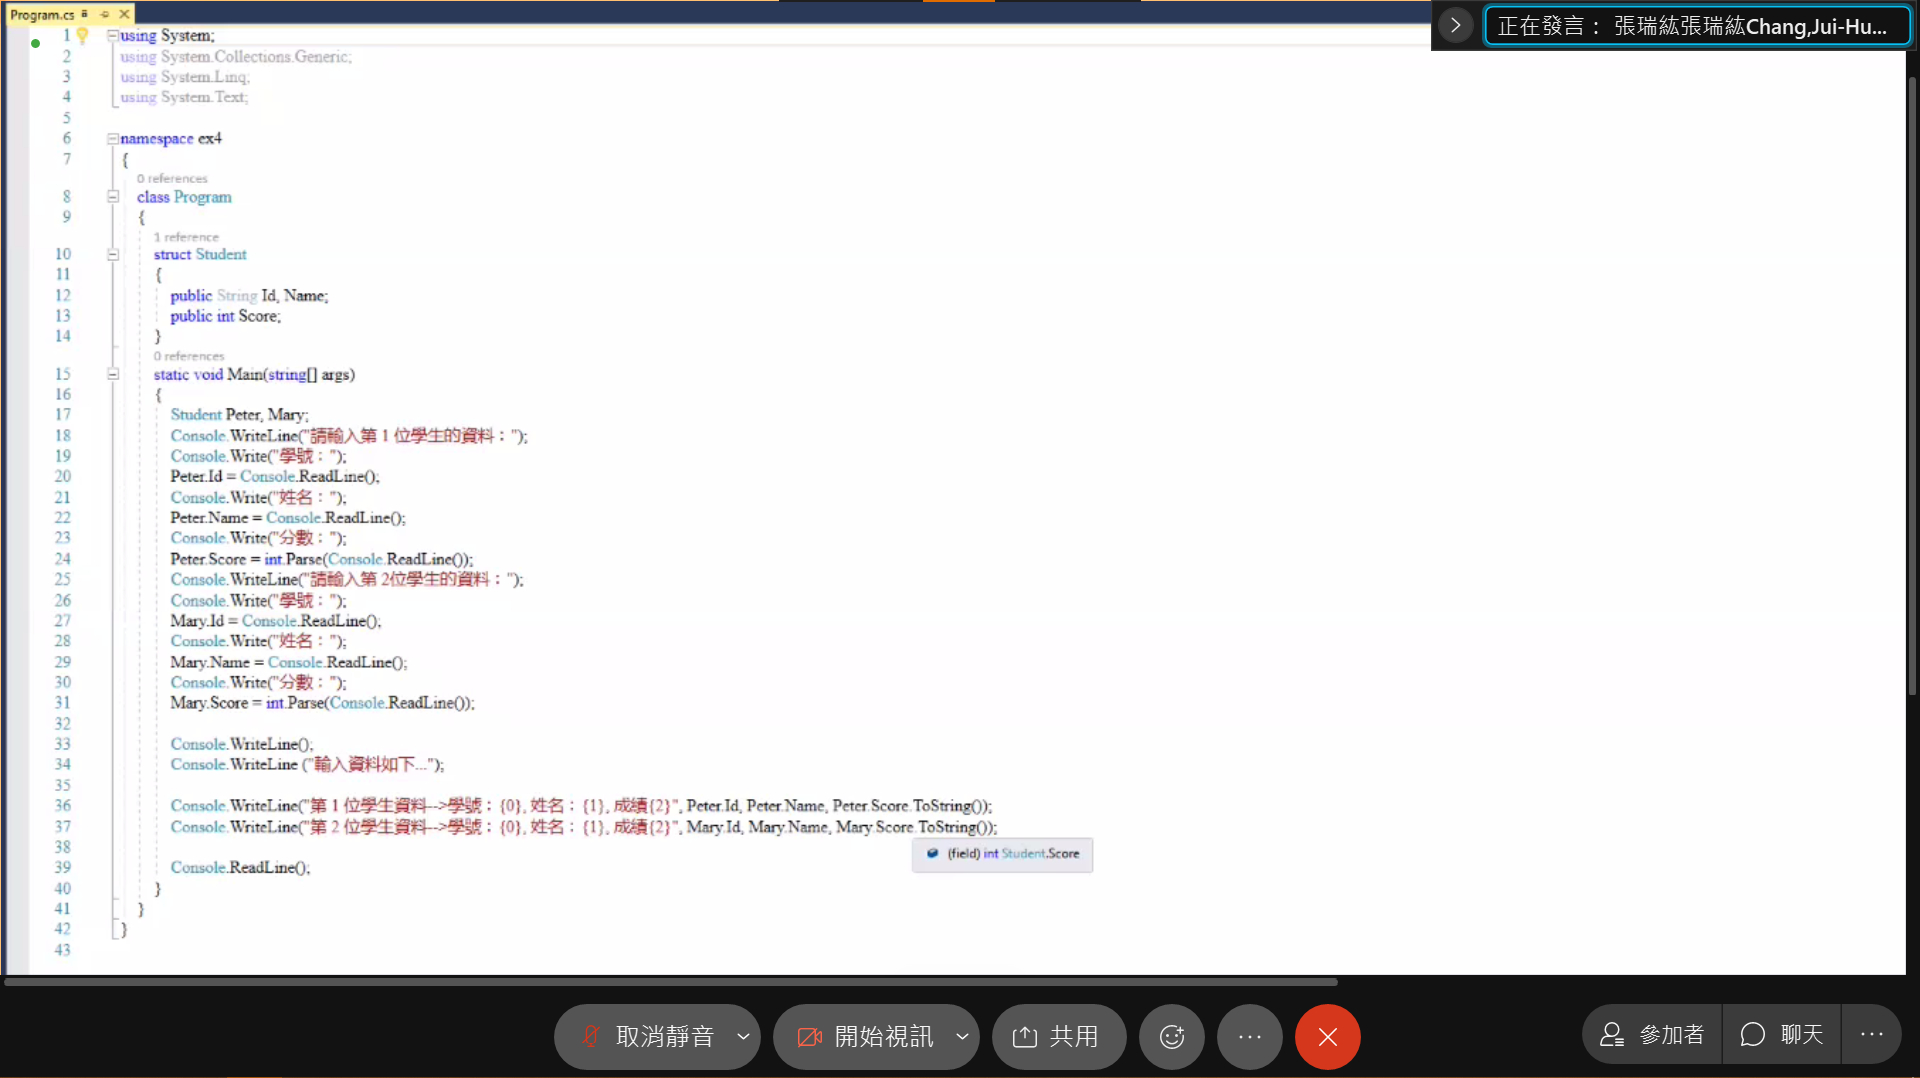 Program.cs
正在發言： 張瑞紘張瑞紘Chang,Jui-Hu...
1 using System;
2 using System.Collections.Generic;
3 using System.Linq;
4 using System.Text;
5
6 namespace ex4
7 {
0 references
8 class Program
9 {
1 reference
10 struct Student
11 {
12 public String Id, Name;
13 public int Score;
14 }
0 references
15 static void Main(string[] args)
16 {
17 Student Peter, Mary;
18 Console.WriteLine("請輸入第 1 位學生的資料：");
19 Console.Write("學號：");
20 Peter.Id = Console.ReadLine();
21 Console.Write("姓名：");
22 Peter.Name = Console.ReadLine();
23 Console.Write("分數：");
24 Peter.Score = int.Parse(Console.ReadLine());
25 Console.WriteLine("請輸入第 2位學生的資料：");
26 Console.Write("學號：");
27 Mary.Id = Console.ReadLine();
28 Console.Write("姓名：");
29 Mary.Name = Console.ReadLine();
30 Console.Write("分數：");
31 Mary.Score = int.Parse(Console.ReadLine());
32
33 Console.WriteLine();
34 Console.WriteLine ("輸入資料如下...");
35
36 Console.WriteLine("第 1 位學生資料-->學號：{0}, 姓名：{1}, 成績{2}", Peter.Id, Peter.Name, Peter.Score.ToString());
37 Console.WriteLine("第 2 位學生資料-->學號：{0}, 姓名：{1}, 成績{2}", Mary.Id, Mary.Name, Mary.Score.ToString());
38
(field) int Student.Score
39 Console.ReadLine();
40 }
41 }
42 }
43
取消靜音
開始視訊
共用
參加者
聊天